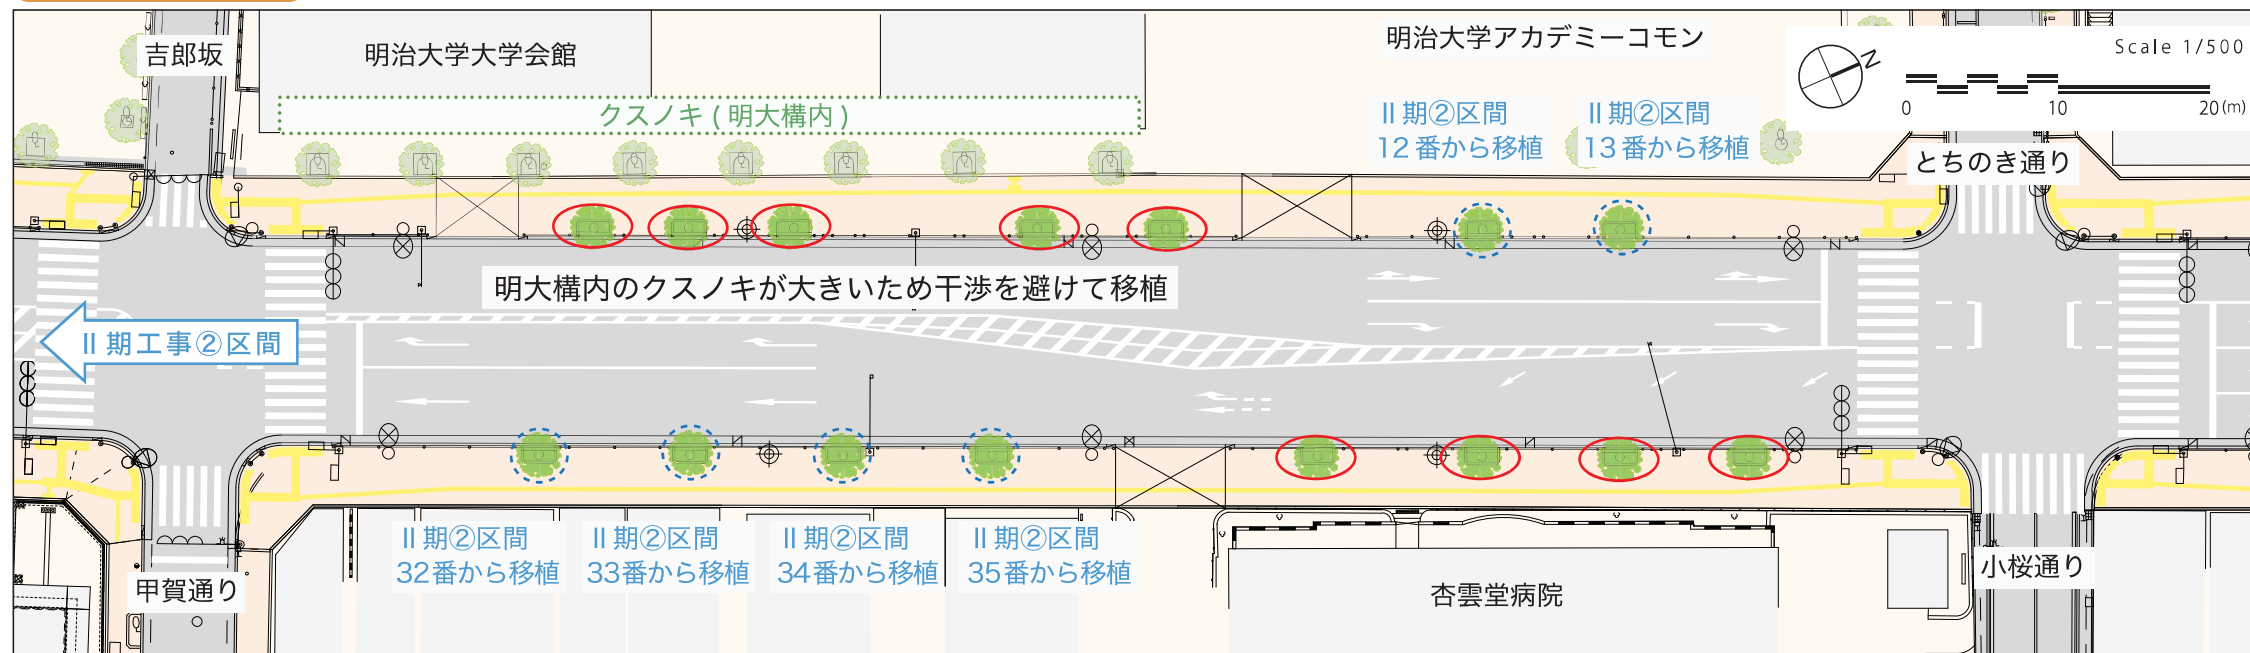 吉郎坂
明治大学大学会館
明治大学アカデミーコモン
N
Scale 1/500
0 10 20(m)
クスノキ(明大構内)
Ⅱ期②区間
12番から移植
Ⅱ期②区間
13番から移植
とちのき通り
明大構内のクスノキが大きいため干渉を避けて移植
Ⅱ期工事②区間
Ⅱ期②区間
32番から移植
Ⅱ期②区間
33番から移植
Ⅱ期②区間
34番から移植
Ⅱ期②区間
35番から移植
甲賀通り
杏雲堂病院
小桜通り